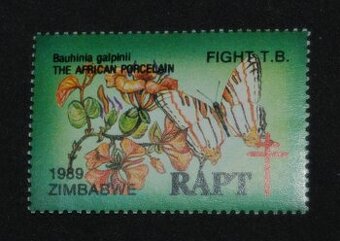 Bauhinia galpinii
THE AFRICAN PORCELAIN
FIGHT T.B.
1989
ZIMBABWE
RAPT